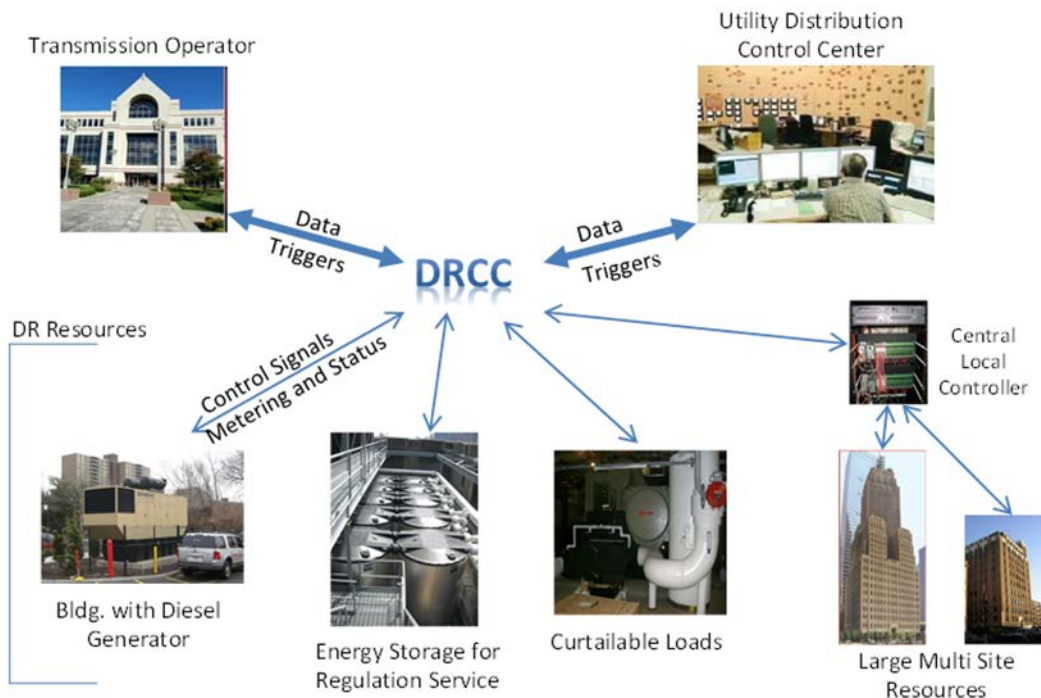 Transmission Operator
Utility Distribution
Control Center
Data
Triggers
Data
Triggers
DRCC
DR Resources
Control Signals
Metering and Status
Central
Local
Controller
Bldg. with Diesel
Generator
Energy Storage for
Regulation Service
Curtailable Loads
Large Multi Site
Resources